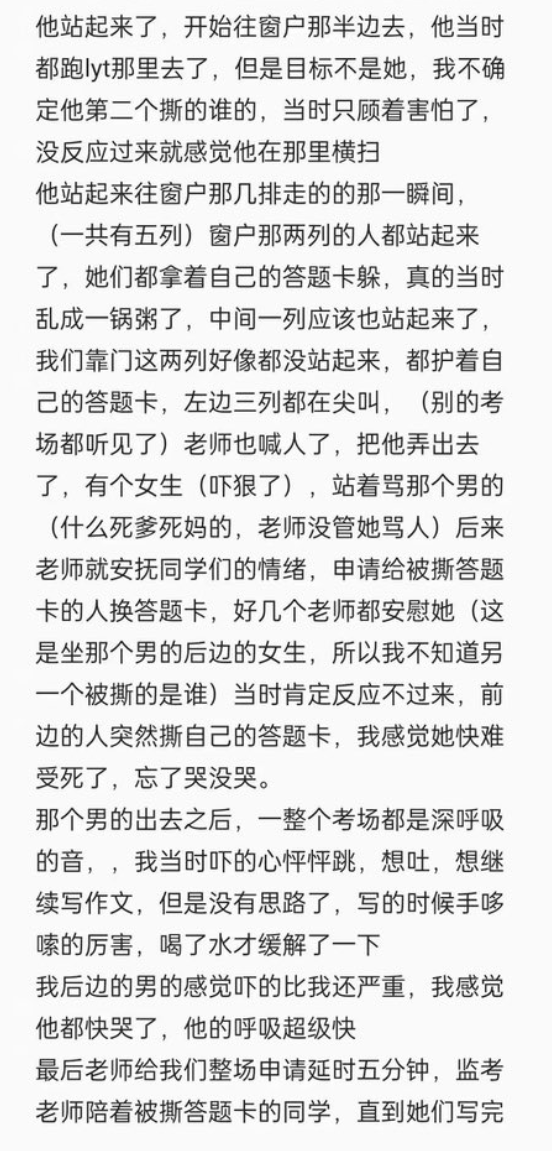 他站起来了，开始往窗户那半边去，他当时
都跑lyt那里去了，但是目标不是她，我不确
定他第二个撕的谁的，当时只顾着害怕了，
没反应过来就感觉他在那里横扫
他站起来往窗户那几排走的的那一瞬间，
（一共有五列）窗户那两列的人都站起来
了，她们都拿着自己的答题卡躲，真的当时
乱成一锅粥了，中间一列应该也站起来了，
我们靠门这两列好像都没站起来，都护着自
己的答题卡，左边三列都在尖叫，（别的考
场都听见了）老师也喊人了，把他弄出去
了，有个女生（吓狠了），站着骂那个男的
（什么死爹死妈的，老师没管她骂人）后来
老师就安抚同学们的情绪，申请给被撕答题
卡的人换答题卡，好几个老师都安慰她（这
是坐那个男的后边的女生，所以我不知道另
一个被撕的是谁）当时肯定反应不过来，前
边的人突然撕自己的答题卡，我感觉她快难
受死了，忘了哭没哭。
那个男的出去之后，一整个考场都是深呼吸
的音，，我当时吓的心怦怦跳，想吐，想继
续写作文，但是没有思路了，写的时候手哆
嗦的厉害，喝了水才缓解了一下
我后边的男的感觉吓的比我还严重，我感觉
他都快哭了，他的呼吸超级快
最后老师给我们整场申请延时五分钟，监考
老师陪着被撕答题卡的同学，直到她们写完